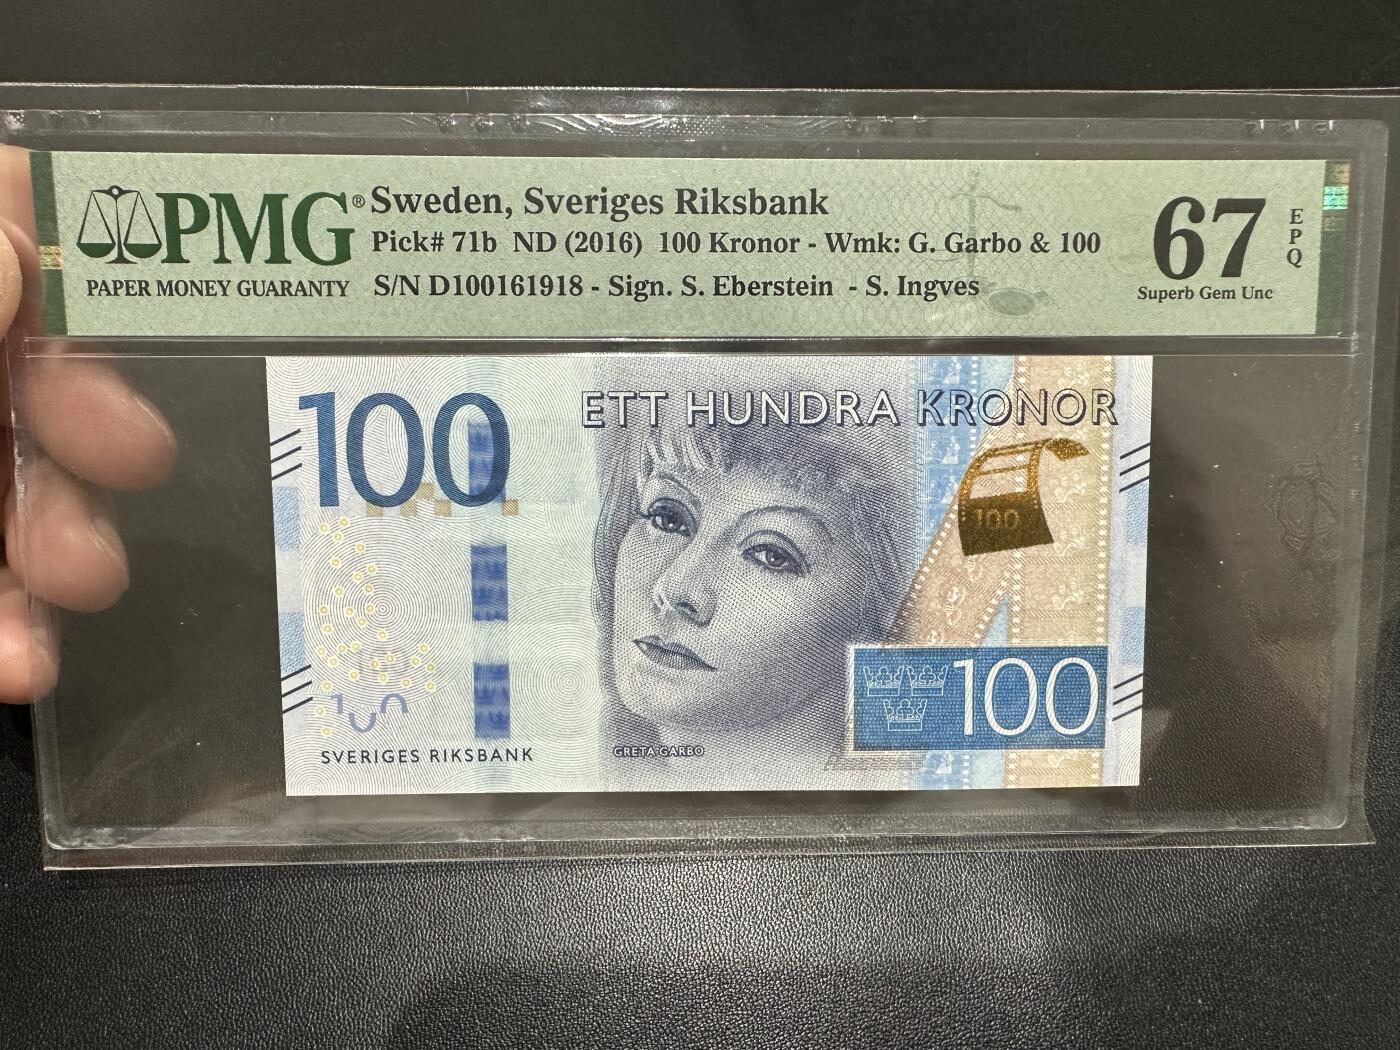 PMG®
PAPER MONEY GUARANTY
Sweden, Sveriges Riksbank
Pick# 71b ND (2016) 100 Kronor - Wmk: G. Garbo & 100
S/N D100161918 - Sign. S. Eberstein - S. Ingves
67
EPQ
Superb Gem Unc
100
ETT HUNDRA KRONOR
100
100
SVERIGES RIKSBANK
GRETA GARBO